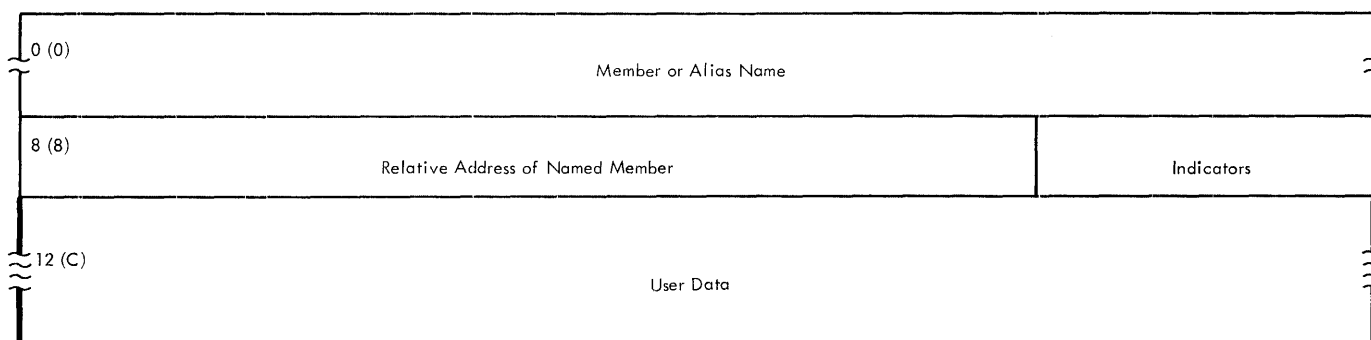 0 (0)
Member or Alias Name
8 (8)
Relative Address of Named Member
Indicators
12 (C)
User Data